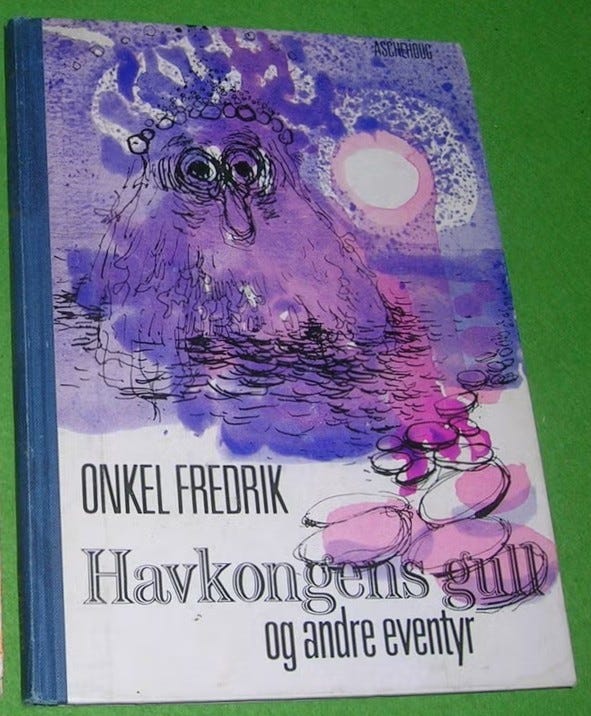 ASCHEHOUG
ONKEL FREDRIK
Havkongens gull
og andre eventyr